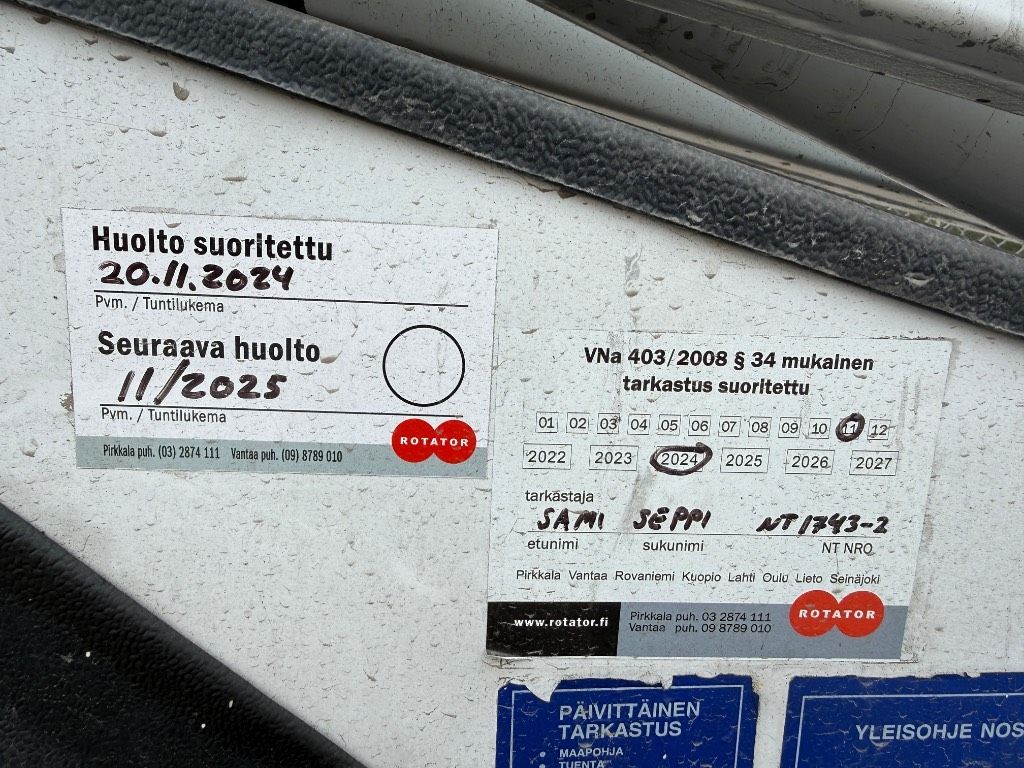 Huolto suoritettu
20.11.2024
Pvm. / Tuntilukema
Seuraava huolto
11/2025
Pvm. / Tuntilukema
ROTATOR
Pirkkala puh. (03) 2874 111 Vantaa puh. (09) 8789 010
VNa 403/2008 § 34 mukainen
tarkastus suoritettu
01 02 03 04 05 06 07 08 09 10 11 12
2022 2023 2024 2025 2026 2027
tarkastaja
SAMI SEPPI NT1743-2
etunimi sukunimi NT NRO
Pirkkala Vantaa Rovaniemi Kuopio Lahti Oulu Lieto Seinäjoki
www.rotator.fi
Pirkkala puh. 03 2874 111
Vantaa puh. 09 8789 010
ROTATOR
PÄIVITTÄINEN
TARKASTUS
• MAAPOHJA
TUENTA
YLEISOHJE NOS